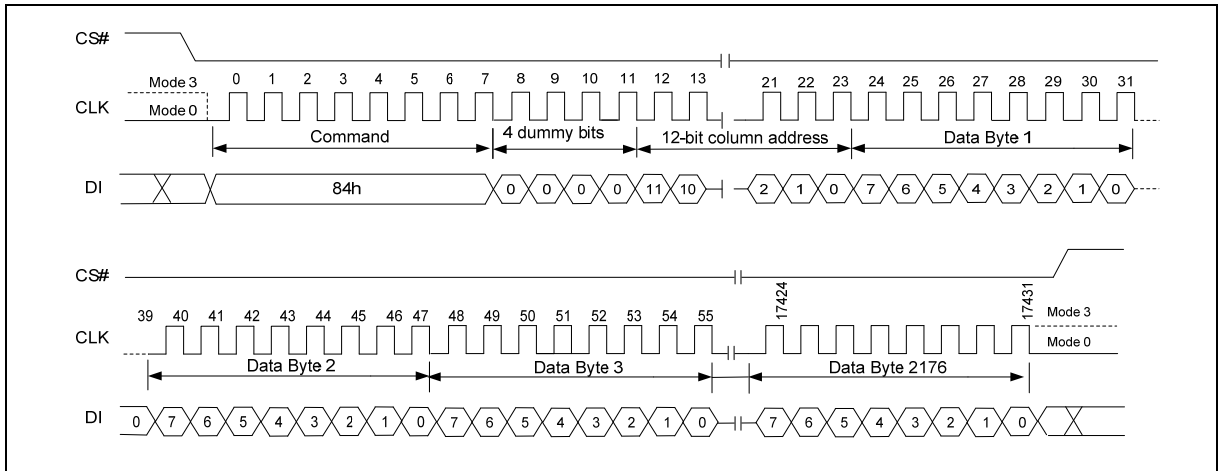 CS#
Mode 3
0 1 2 3 4 5 6 7 8 9 10 11 12 13 21 22 23 24 25 26 27 28 29 30 31
CLK
Mode 0
Command
4 dummy bits
12-bit column address
Data Byte 1
DI
84h
0 0 0 0 11 10 2 1 0 7 6 5 4 3 2 1 0
CS#
39 40 41 42 43 44 45 46 47 48 49 50 51 52 53 54 55 17424 17431
Mode 3
CLK
Mode 0
Data Byte 2
Data Byte 3
Data Byte 2176
DI
0 7 6 5 4 3 2 1 0 7 6 5 4 3 2 1 0 7 6 5 4 3 2 1 0